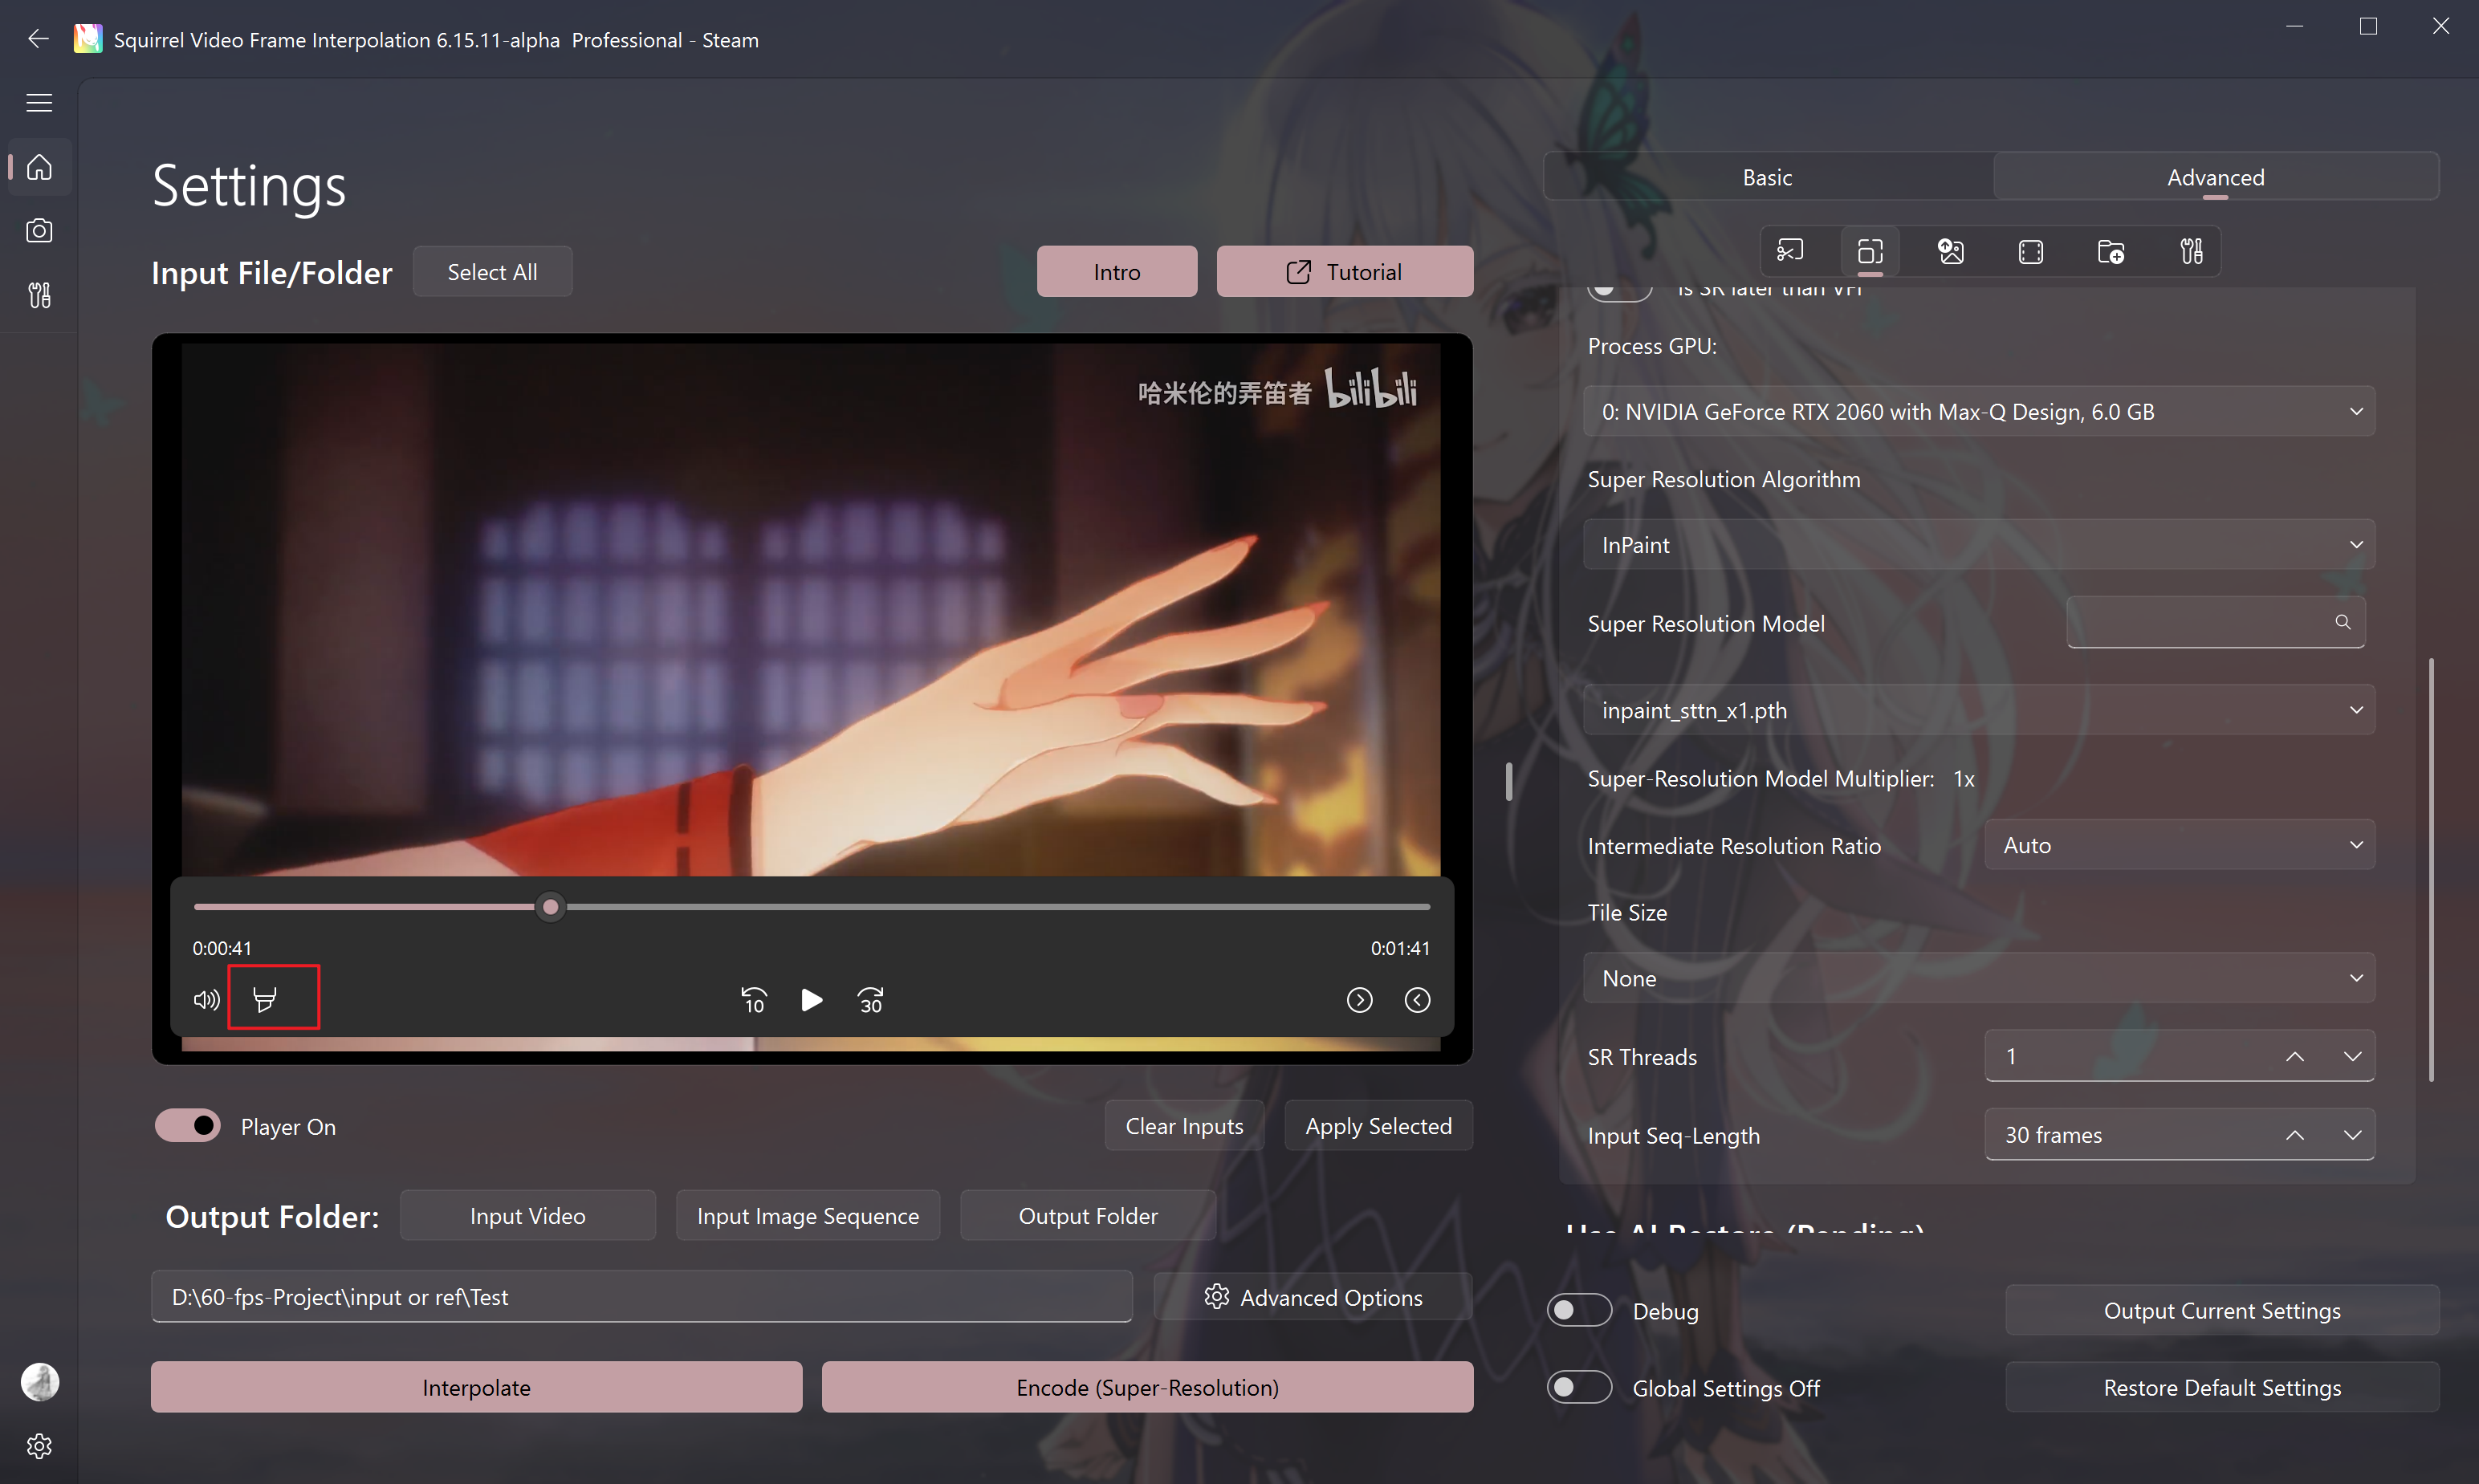 Squirrel Video Frame Interpolation 6.15.11-alpha Professional - Steam
Settings
Input File/Folder
Select All
Intro
Tutorial
哈米伦的弄笛者 bilibili
0:00:41
0:01:41
10
30
Player On
Clear Inputs
Apply Selected
Output Folder:
Input Video
Input Image Sequence
Output Folder
D:\60-fps-Project\input or ref\Test
Advanced Options
Interpolate
Encode (Super-Resolution)
Basic
Advanced
Is SR later than VFI
Process GPU:
0: NVIDIA GeForce RTX 2060 with Max-Q Design, 6.0 GB
Super Resolution Algorithm
InPaint
Super Resolution Model
inpaint_sttn_x1.pth
Super-Resolution Model Multiplier: 1x
Intermediate Resolution Ratio
Auto
Tile Size
None
SR Threads
1
Input Seq-Length
30 frames
Use AI Restore (Pending)
Debug
Output Current Settings
Global Settings Off
Restore Default Settings